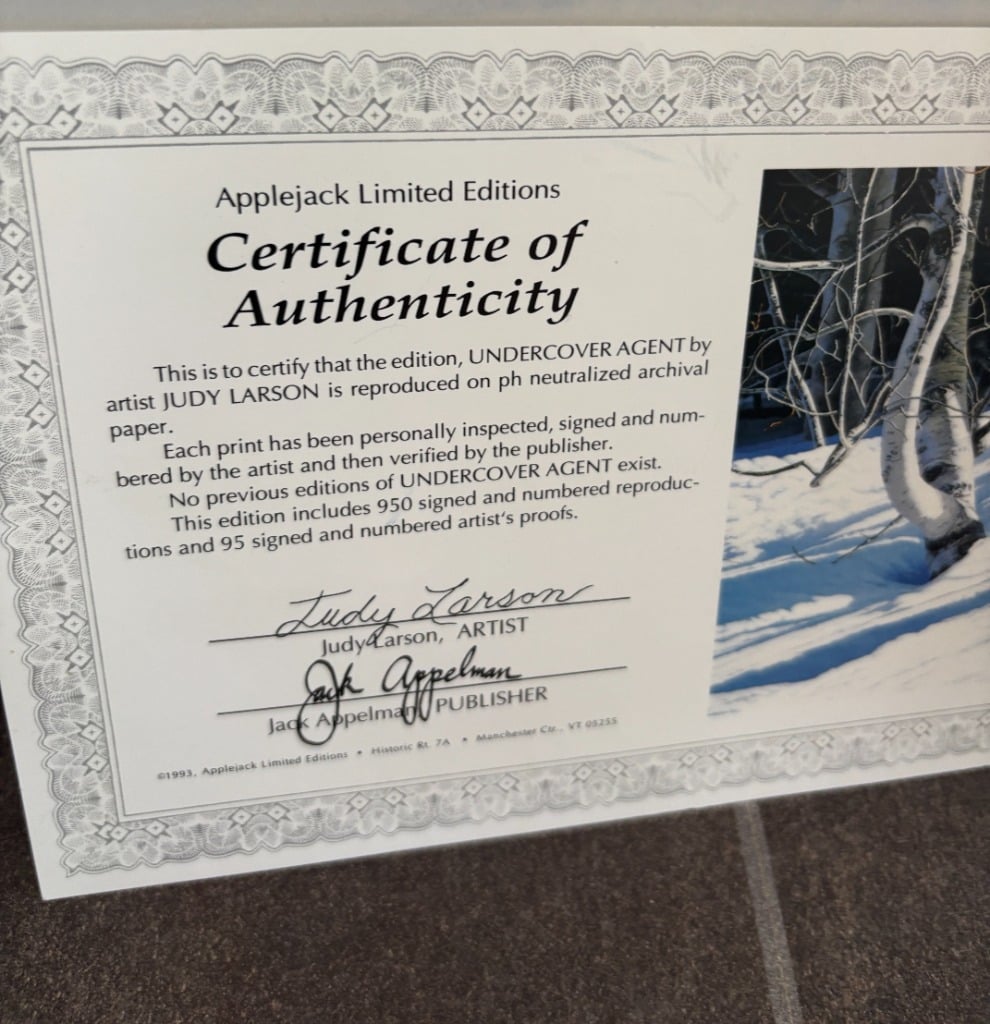 Applejack Limited Editions
Certificate of
Authenticity
This is to certify that the edition, UNDERCOVER AGENT by
artist JUDY LARSON is reproduced on ph neutralized archival
paper.
Each print has been personally inspected, signed and num-
bered by the artist and then verified by the publisher.
No previous editions of UNDERCOVER AGENT exist.
This edition includes 950 signed and numbered reproduc-
tions and 95 signed and numbered artist's proofs.
Judy Larson
Judy Larson, ARTIST
Jack Appelman
Jack Appelman, PUBLISHER
©1993, Applejack Limited Editions • Historic Rt. 7A • Manchester Ctr., VT 05255